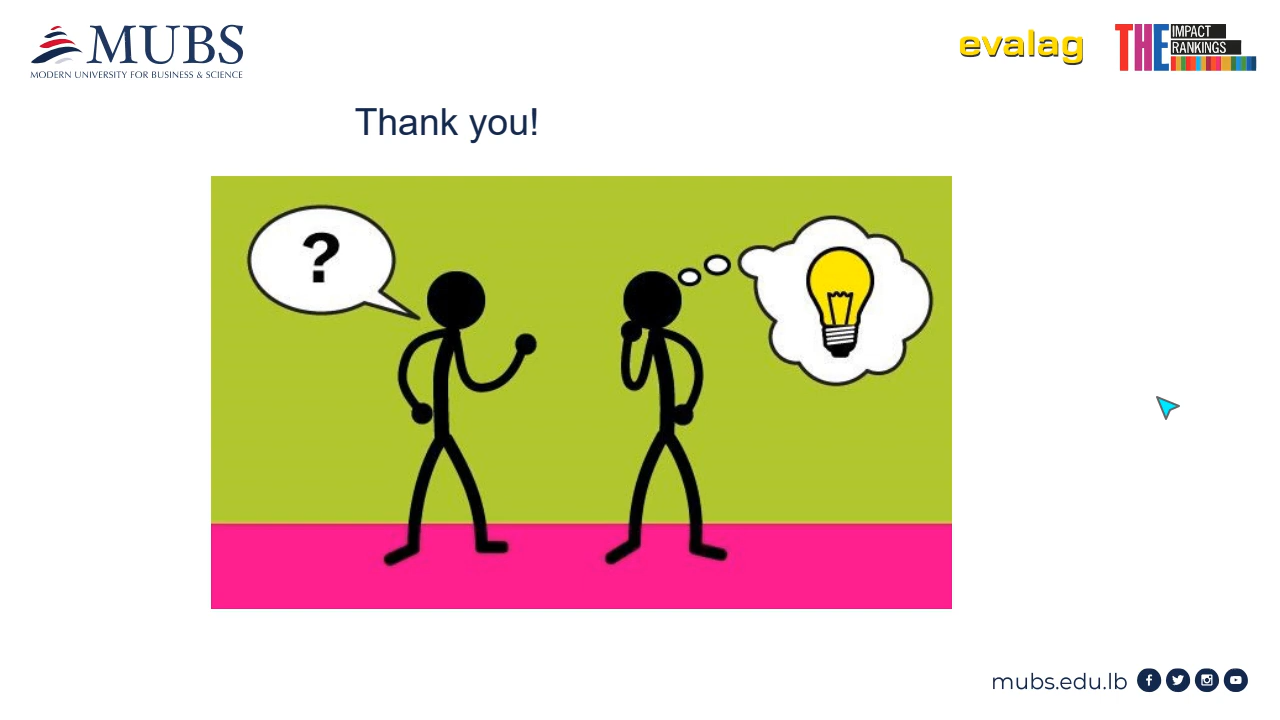 MUBS
MODERN UNIVERSITY FOR BUSINESS & SCIENCE
evalag
THE IMPACT
RANKINGS
Thank you!
?
mubs.edu.lb